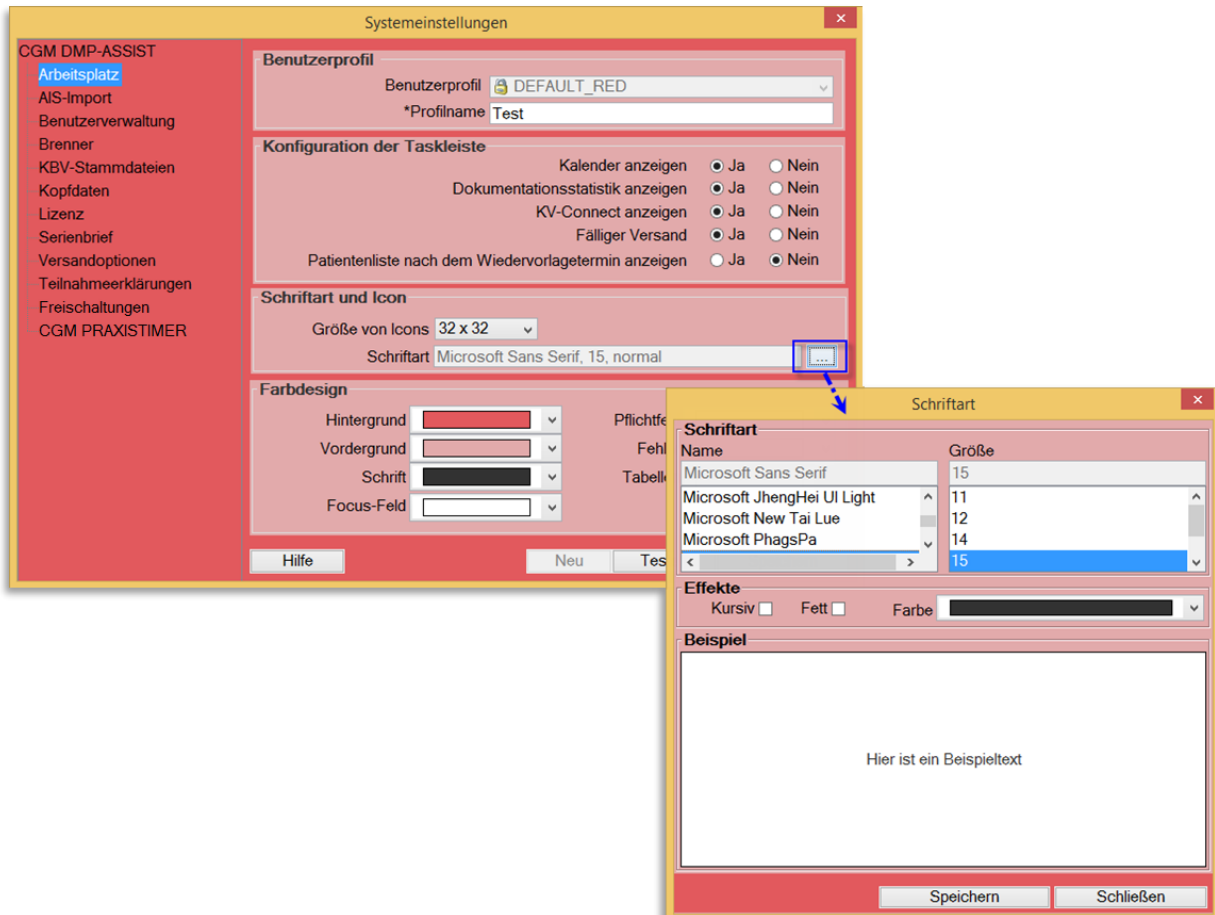 Systemeinstellungen
CGM DMP-ASSIST
Arbeitsplatz
AIS-Import
Benutzerverwaltung
Brenner
KBV-Stammdateien
Kopfdaten
Lizenz
Serienbrief
Versandoptionen
Teilnahmeerklärungen
Freischaltungen
CGM PRAXISTIMER
Benutzerprofil
Benutzerprofil DEFAULT_RED
*Profilname Test
Konfiguration der Taskleiste
Kalender anzeigen Ja Nein
Dokumentationsstatistik anzeigen Ja Nein
KV-Connect anzeigen Ja Nein
Fälliger Versand Ja Nein
Patientenliste nach dem Wiedervorlagetermin anzeigen Ja Nein
Schriftart und Icon
Größe von Icons 32 x 32
Schriftart Microsoft Sans Serif, 15, normal ...
Farbdesign
Hintergrund
Vordergrund
Schrift
Focus-Feld
Hilfe Neu
Schriftart
Schriftart
Name Größe
Microsoft Sans Serif 15
Microsoft JhengHei UI Light 11
Microsoft New Tai Lue 12
Microsoft PhagsPa 14
15
Effekte
Kursiv Fett Farbe
Beispiel
Hier ist ein Beispieltext
Speichern Schließen